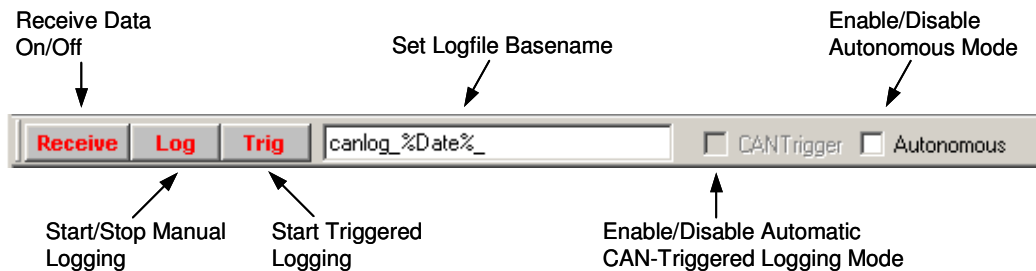 Receive Data
On/Off
Set Logfile Basename
Enable/Disable
Autonomous Mode
Receive
Log
Trig
canlog_%Date%_
CANTrigger
Autonomous
Start/Stop Manual
Logging
Start Triggered
Logging
Enable/Disable Automatic
CAN-Triggered Logging Mode